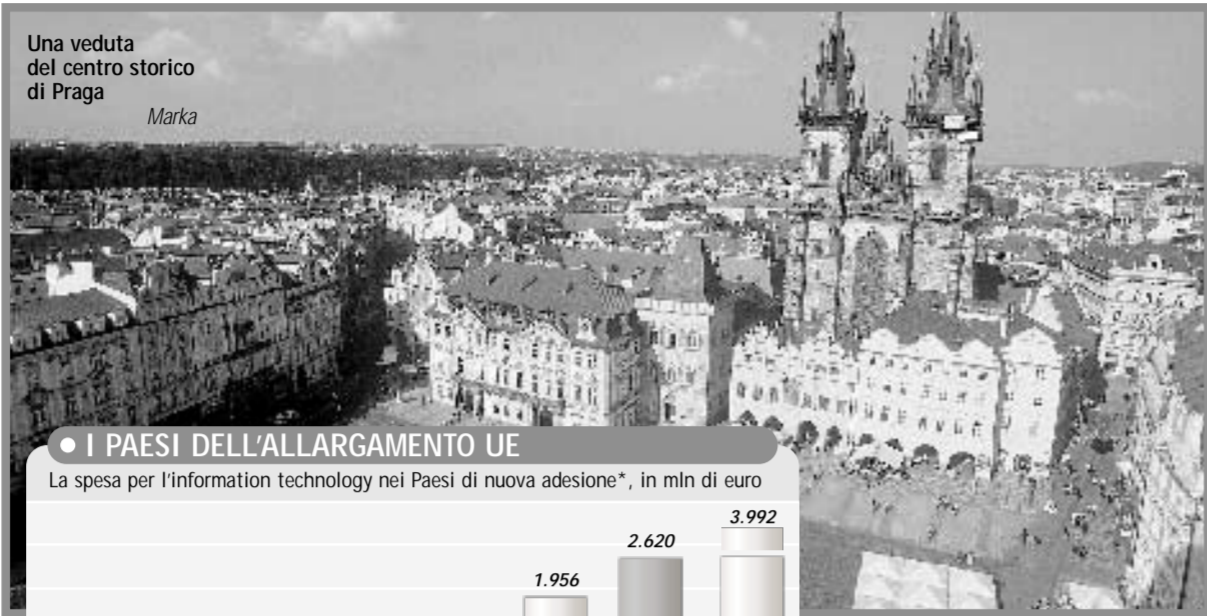 Una veduta
del centro storico
di Praga
Marka
• I PAESI DELL'ALLARGAMENTO UE
La spesa per l'information technology nei Paesi di nuova adesione*, in mln di euro
3.992
2.620
1.956